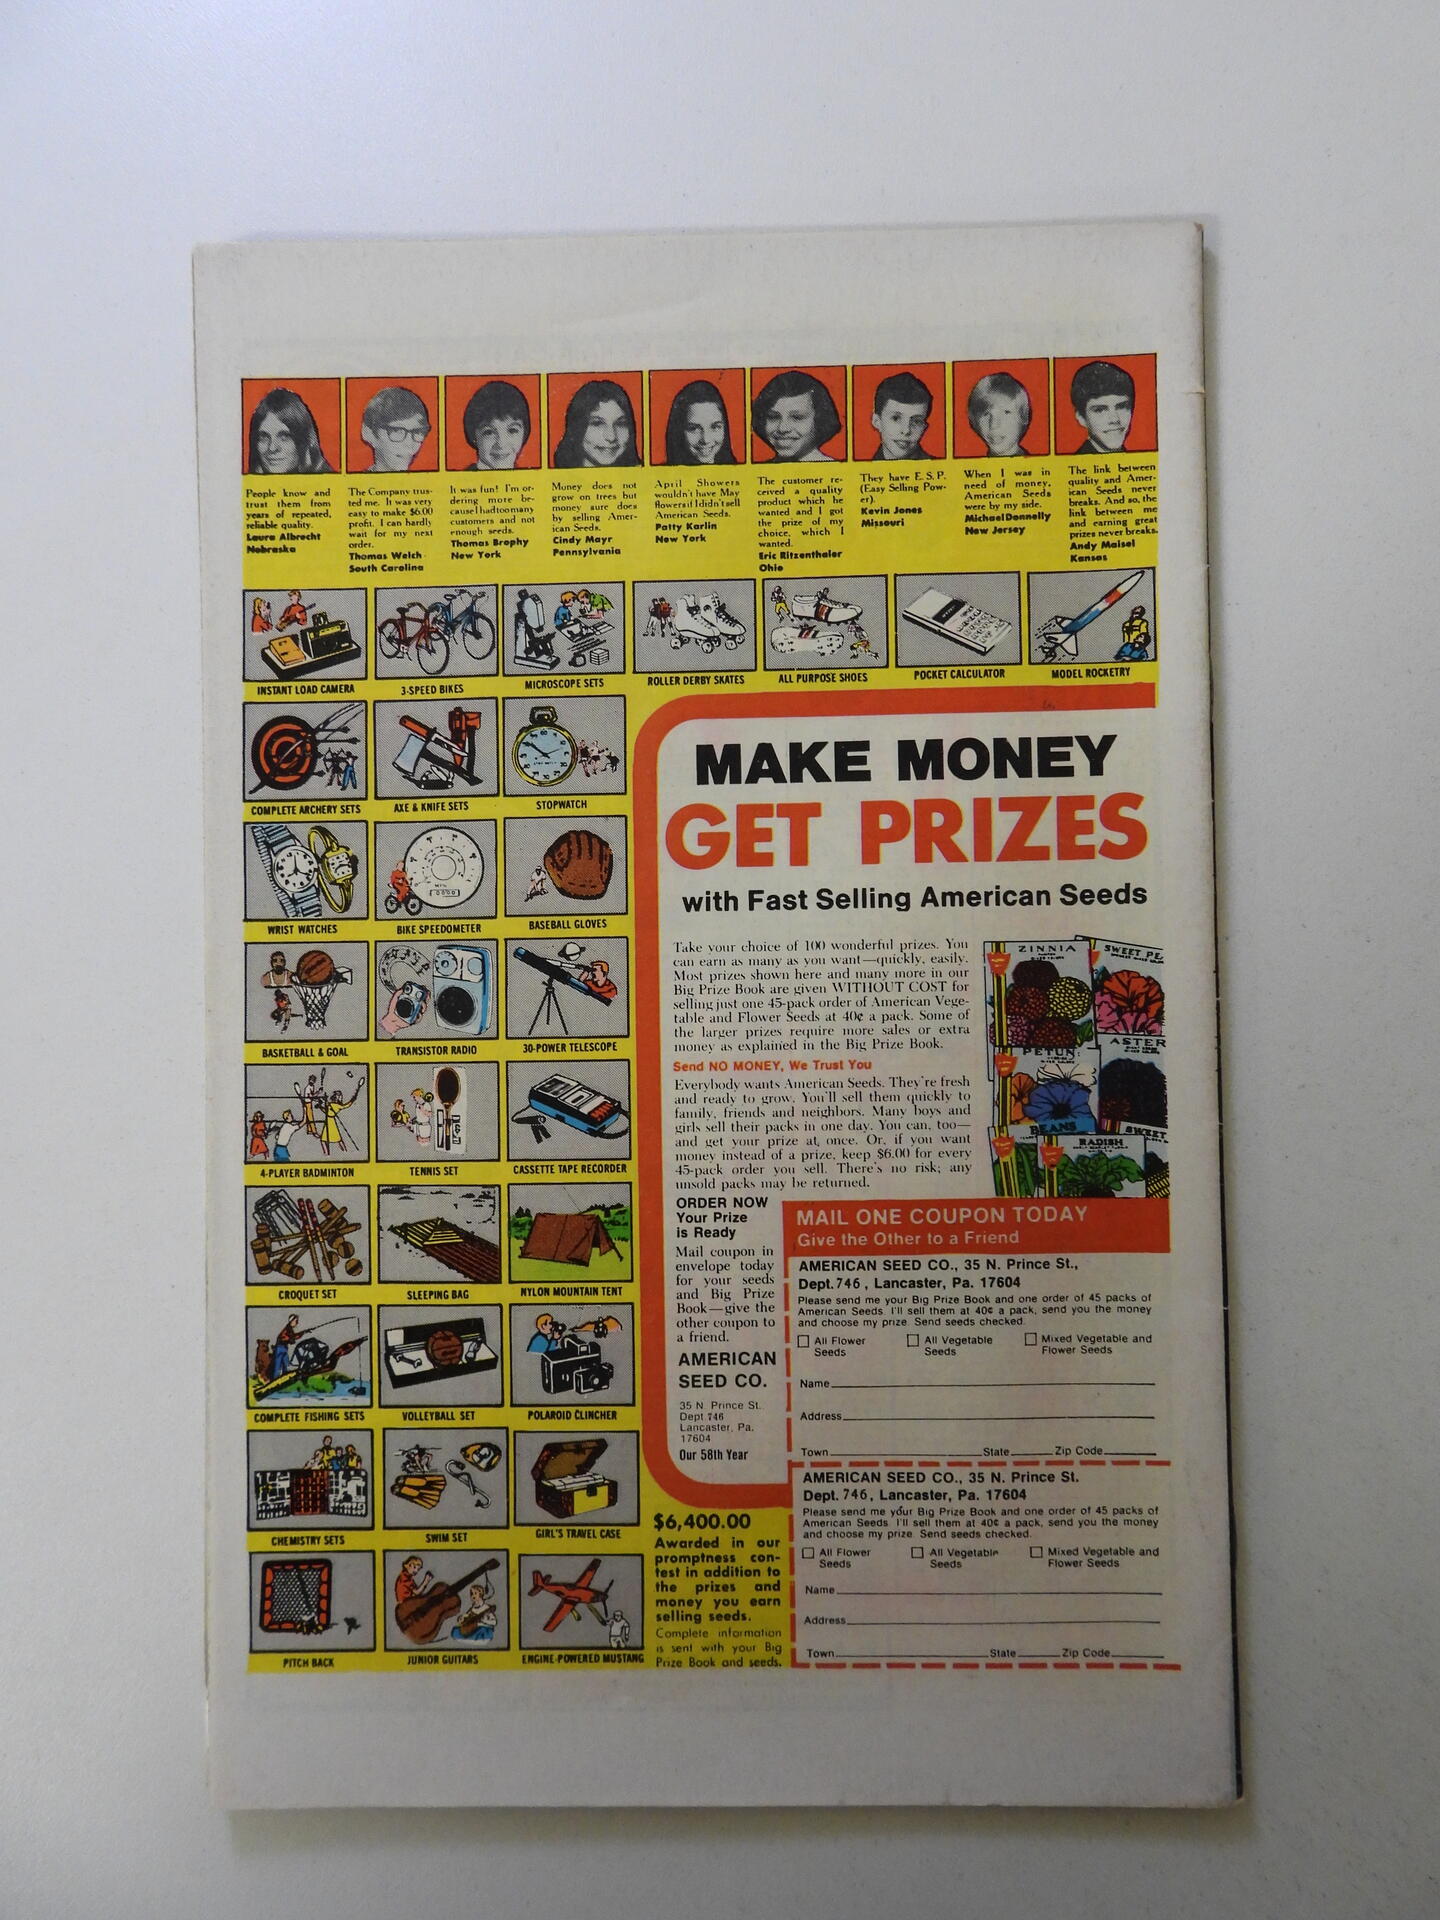 People know and
trust them from
years of repeated,
reliable quality.
Laura Albrecht
Nebraska
The Company trus-
ted me. It was very
easy to make $6.00
profit. I can hardly
wait for my next
order.
Thomas Welch
South Carolina
It was fun! I'm or-
dering more be-
cause I had too many
customers and not
enough seeds.
Thomas Brophy
New York
Money does not
grow on trees but
money sure does
by selling Amer-
ican Seeds.
Cindy Mayr
Pennsylvania
April Showers
wouldn't have May
flowers if I didn't sell
American Seeds.
Patty Karlin
New York
The customer re-
ceived a quality
product which he
wanted and I got
the prize of my
choice, which I
wanted.
Eric Ritzenthaler
Ohio
They have E.S.P.
(Easy Selling Pow-
er).
Kevin Jones
Missouri
When I was in
need of money,
American Seeds
were by my side.
Michael Donnelly
New Jersey
The link between
quality and Amer-
ican Seeds never
breaks. And so, the
link between me
and earning great
prizes never breaks.
Andy Maisel
Kansas
INSTANT LOAD CAMERA
3-SPEED BIKES
MICROSCOPE SETS
ROLLER DERBY SKATES
ALL PURPOSE SHOES
POCKET CALCULATOR
MODEL ROCKETRY
COMPLETE ARCHERY SETS
AXE & KNIFE SETS
STOPWATCH
WRIST WATCHES
BIKE SPEEDOMETER
BASEBALL GLOVES
BASKETBALL & GOAL
TRANSISTOR RADIO
30-POWER TELESCOPE
4-PLAYER BADMINTON
TENNIS SET
CASSETTE TAPE RECORDER
CROQUET SET
SLEEPING BAG
NYLON MOUNTAIN TENT
COMPLETE FISHING SETS
VOLLEYBALL SET
POLAROID CLINCHER
CHEMISTRY SETS
SWIM SET
GIRL'S TRAVEL CASE
PITCH BACK
JUNIOR GUITARS
ENGINE-POWERED MUSTANG
MAKE MONEY
GET PRIZES
with Fast Selling American Seeds
Take your choice of 100 wonderful prizes. You
can earn as many as you want—quickly, easily.
Most prizes shown here and many more in our
Big Prize Book are given WITHOUT COST for
selling just one 45-pack order of American Vege-
table and Flower Seeds at 40¢ a pack. Some of
the larger prizes require more sales or extra
money as explained in the Big Prize Book.
Send NO MONEY, We Trust You
Everybody wants American Seeds. They're fresh
and ready to grow. You'll sell them quickly to
family, friends and neighbors. Many boys and
girls sell their packs in one day. You can, too—
and get your prize at once. Or, if you want
money instead of a prize, keep $6.00 for every
45-pack order you sell. There's no risk; any
unsold packs may be returned.
ZINNIA
SWEET PE
PETUN
ASTER
BEANS
RADISH
SWEET
ORDER NOW
Your Prize
is Ready
Mail coupon in
envelope today
for your seeds
and Big Prize
Book—give the
other coupon to
a friend.
AMERICAN
SEED CO.
35 N. Prince St.
Dept 746
Lancaster, Pa.
17604
Our 58th Year
$6,400.00
Awarded in our
promptness con-
test in addition to
the prizes and
money you earn
selling seeds.
Complete information
is sent with your Big
Prize Book and seeds.
MAIL ONE COUPON TODAY
Give the Other to a Friend
AMERICAN SEED CO., 35 N. Prince St.,
Dept. 746, Lancaster, Pa. 17604
Please send me your Big Prize Book and one order of 45 packs of
American Seeds. I'll sell them at 40¢ a pack, send you the money
and choose my prize. Send seeds checked.
All Flower Seeds
All Vegetable Seeds
Mixed Vegetable and Flower Seeds
Name
Address
Town State Zip Code
AMERICAN SEED CO., 35 N. Prince St.
Dept. 746, Lancaster, Pa. 17604
Please send me your Big Prize Book and one order of 45 packs of
American Seeds. I'll sell them at 40¢ a pack, send you the money
and choose my prize. Send seeds checked.
All Flower Seeds
All Vegetable Seeds
Mixed Vegetable and Flower Seeds
Name
Address
Town State Zip Code